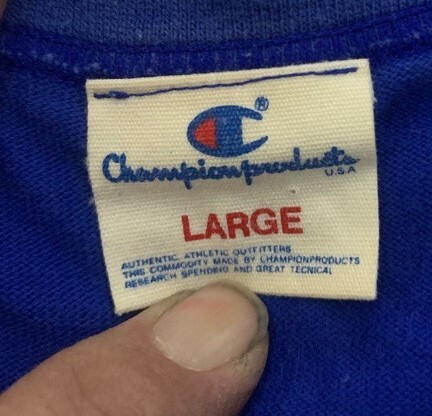 ®
Championproducts
U.S.A
LARGE
AUTHENTIC ATHLETIC OUTFITTERS
THIS COMMODITY MADE BY CHAMPIONPRODUCTS
RESEARCH SPENDING AND GREAT TECNICAL